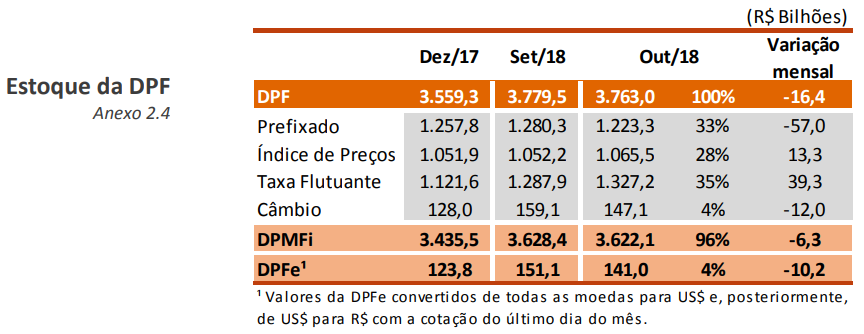 (R$ Bilhões)
Estoque da DPF
Anexo 2.4
Dez/17 Set/18 Out/18 Variação mensal
DPF 3.559,3 3.779,5 3.763,0 100% -16,4
Prefixado 1.257,8 1.280,3 1.223,3 33% -57,0
Índice de Preços 1.051,9 1.052,2 1.065,5 28% 13,3
Taxa Flutuante 1.121,6 1.287,9 1.327,2 35% 39,3
Câmbio 128,0 159,1 147,1 4% -12,0
DPMFi 3.435,5 3.628,4 3.622,1 96% -6,3
DPFe¹ 123,8 151,1 141,0 4% -10,2
¹ Valores da DPFe convertidos de todas as moedas para US$ e, posteriormente,
de US$ para R$ com a cotação do último dia do mês.